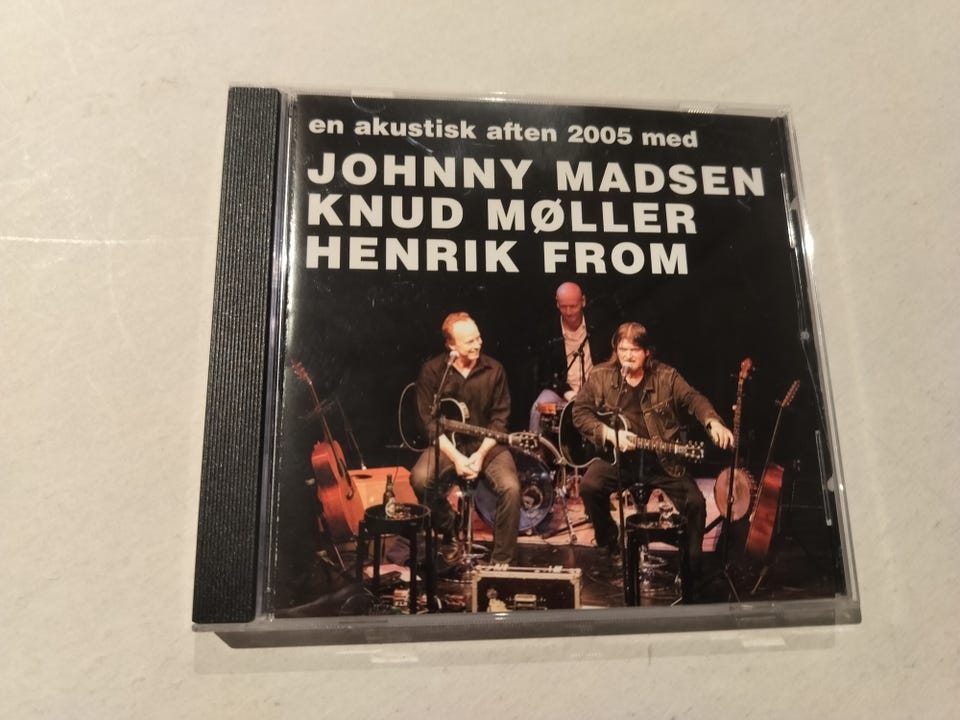 en akustisk aften 2005 med
JOHNNY MADSEN
KNUD MØLLER
HENRIK FROM